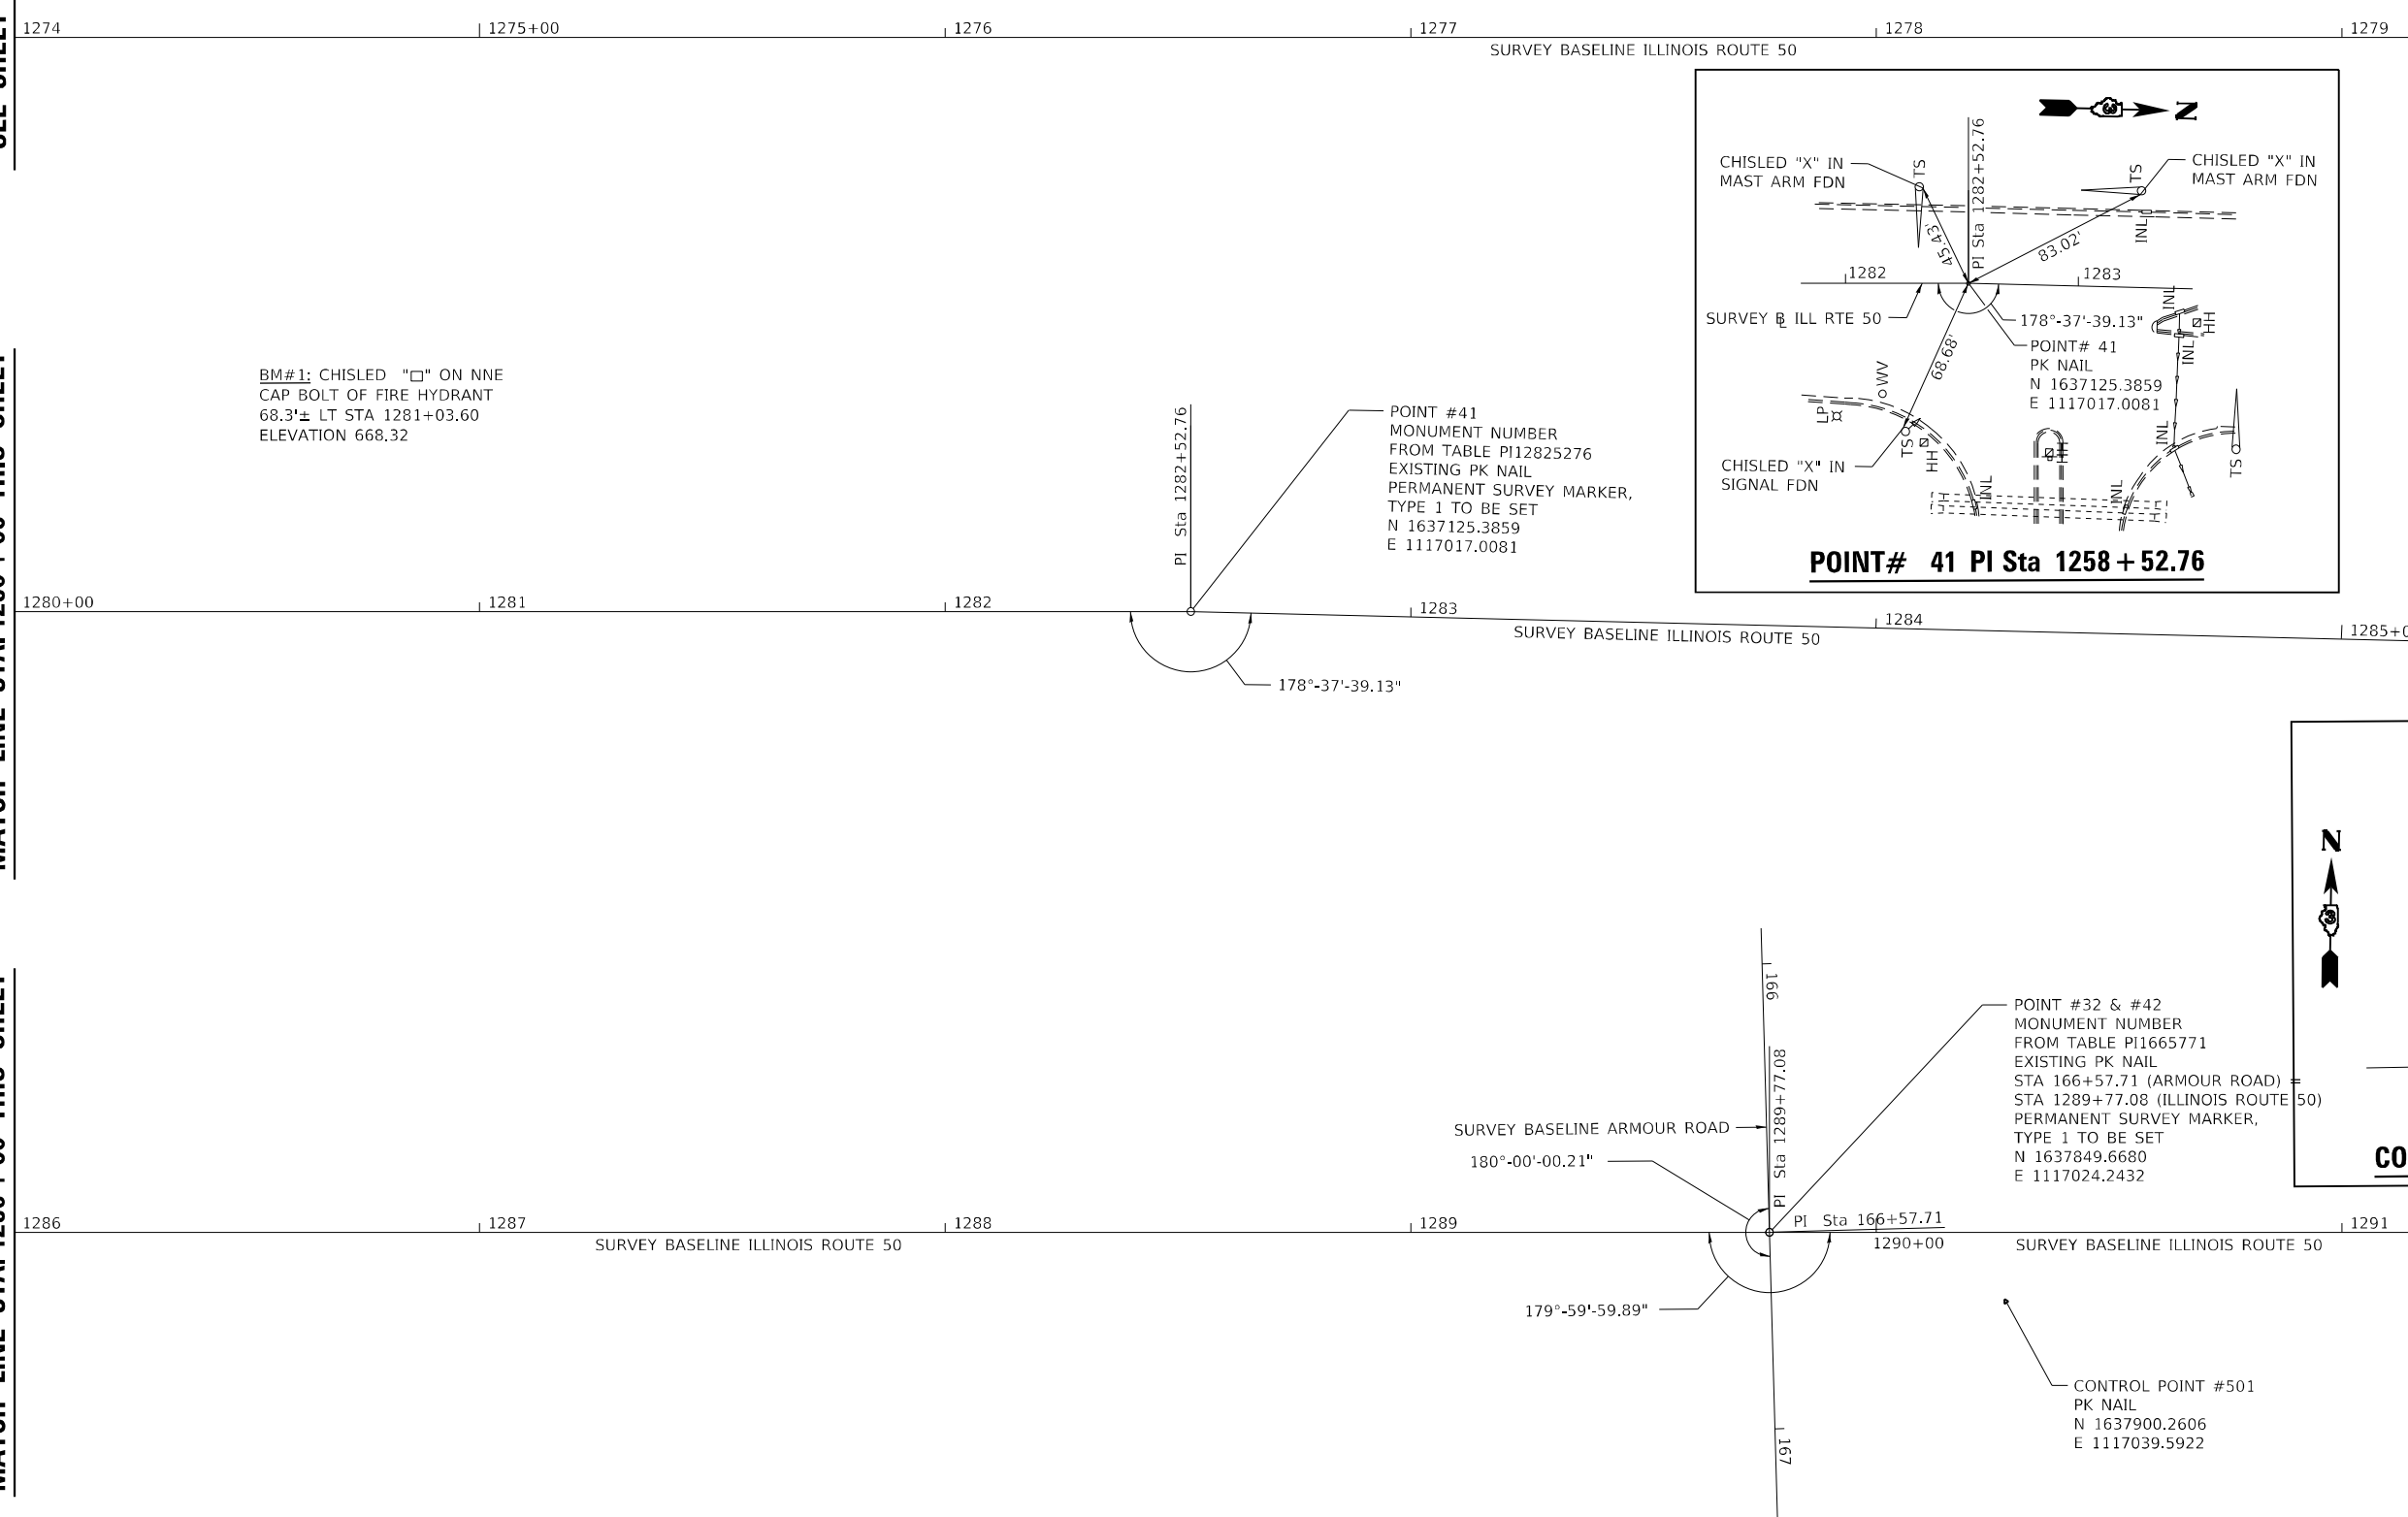 1274
1275+00
1276
1277
1278
1279
SURVEY BASELINE ILLINOIS ROUTE 50
N
3
CHISLED "X" IN
MAST ARM FDN
TS
PI Sta 1282+52.76
TS
CHISLED "X" IN
MAST ARM FDN
INL
45.43'
83.02'
1282
1283
SURVEY BL ILL RTE 50
178°-37'-39.13"
POINT# 41
PK NAIL
N 1637125.3859
E 1117017.0081
68.68'
INL
HH
INL
WV
LP
TS
HH
HH
INL
TS
CHISLED "X" IN
SIGNAL FDN
INL
INL
POINT# 41 PI Sta 1258+52.76
BM#1: CHISLED "□" ON NNE
CAP BOLT OF FIRE HYDRANT
68.3'± LT STA 1281+03.60
ELEVATION 668.32
PI Sta 1282+52.76
POINT #41
MONUMENT NUMBER
FROM TABLE PI12825276
EXISTING PK NAIL
PERMANENT SURVEY MARKER,
TYPE 1 TO BE SET
N 1637125.3859
E 1117017.0081
1280+00
1281
1282
1283
1284
1285+0
SURVEY BASELINE ILLINOIS ROUTE 50
178°-37'-39.13"
N
3
CO
166
PI Sta 1289+77.08
POINT #32 & #42
MONUMENT NUMBER
FROM TABLE PI1665771
EXISTING PK NAIL
STA 166+57.71 (ARMOUR ROAD) =
STA 1289+77.08 (ILLINOIS ROUTE 50)
PERMANENT SURVEY MARKER,
TYPE 1 TO BE SET
N 1637849.6680
E 1117024.2432
SURVEY BASELINE ARMOUR ROAD
180°-00'-00.21"
1286
1287
1288
1289
PI Sta 166+57.71
1290+00
1291
SURVEY BASELINE ILLINOIS ROUTE 50
SURVEY BASELINE ILLINOIS ROUTE 50
179°-59'-59.89"
167
CONTROL POINT #501
PK NAIL
N 1637900.2606
E 1117039.5922